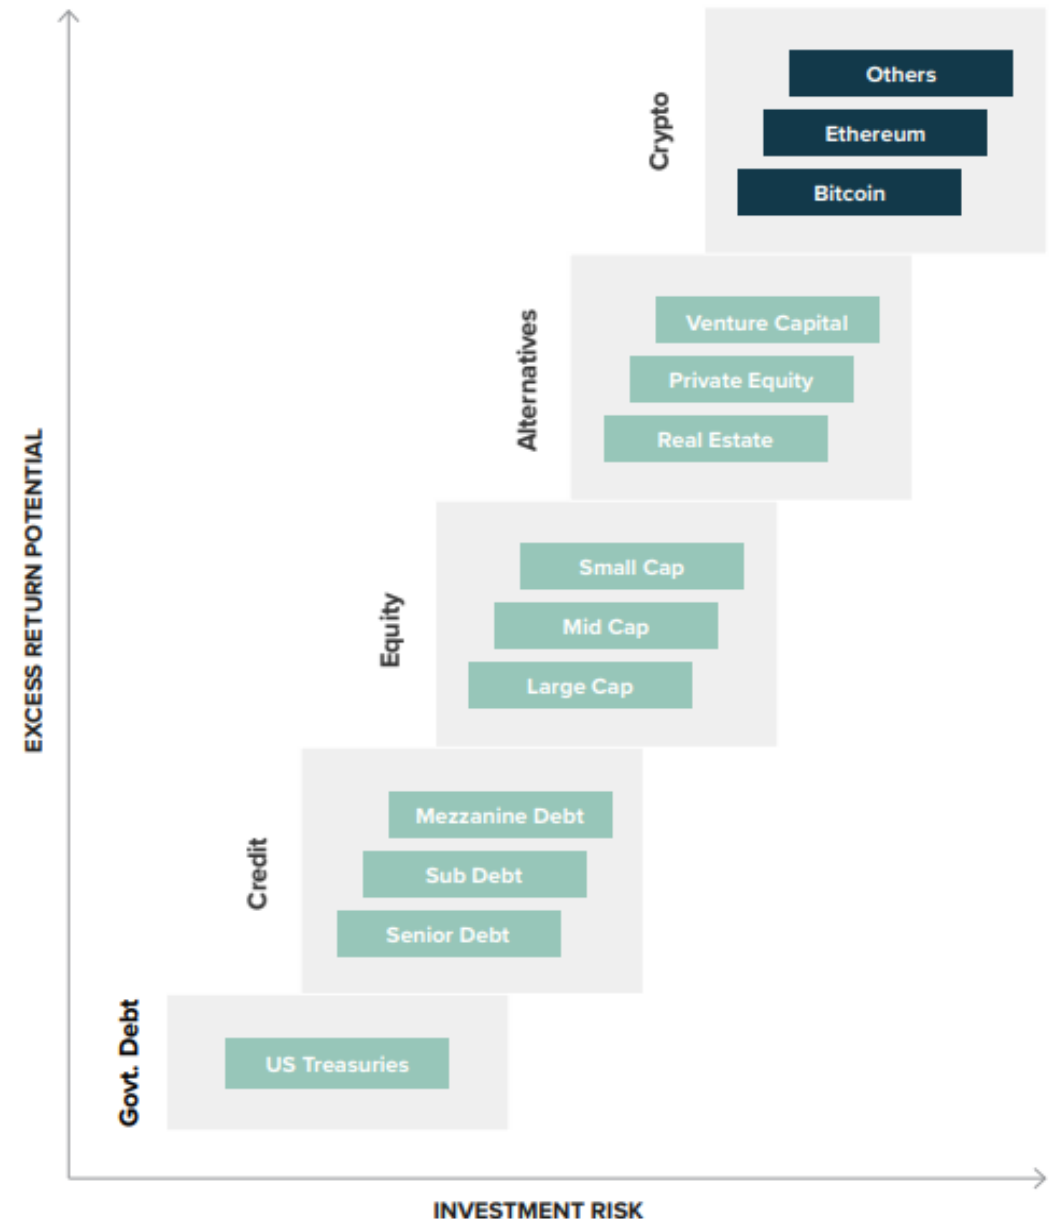 Crypto
Others
Ethereum
Bitcoin
Alternatives
Venture Capital
Private Equity
Real Estate
Equity
Small Cap
Mid Cap
Large Cap
Credit
Mezzanine Debt
Sub Debt
Senior Debt
Govt. Debt
US Treasuries
EXCESS RETURN POTENTIAL
INVESTMENT RISK